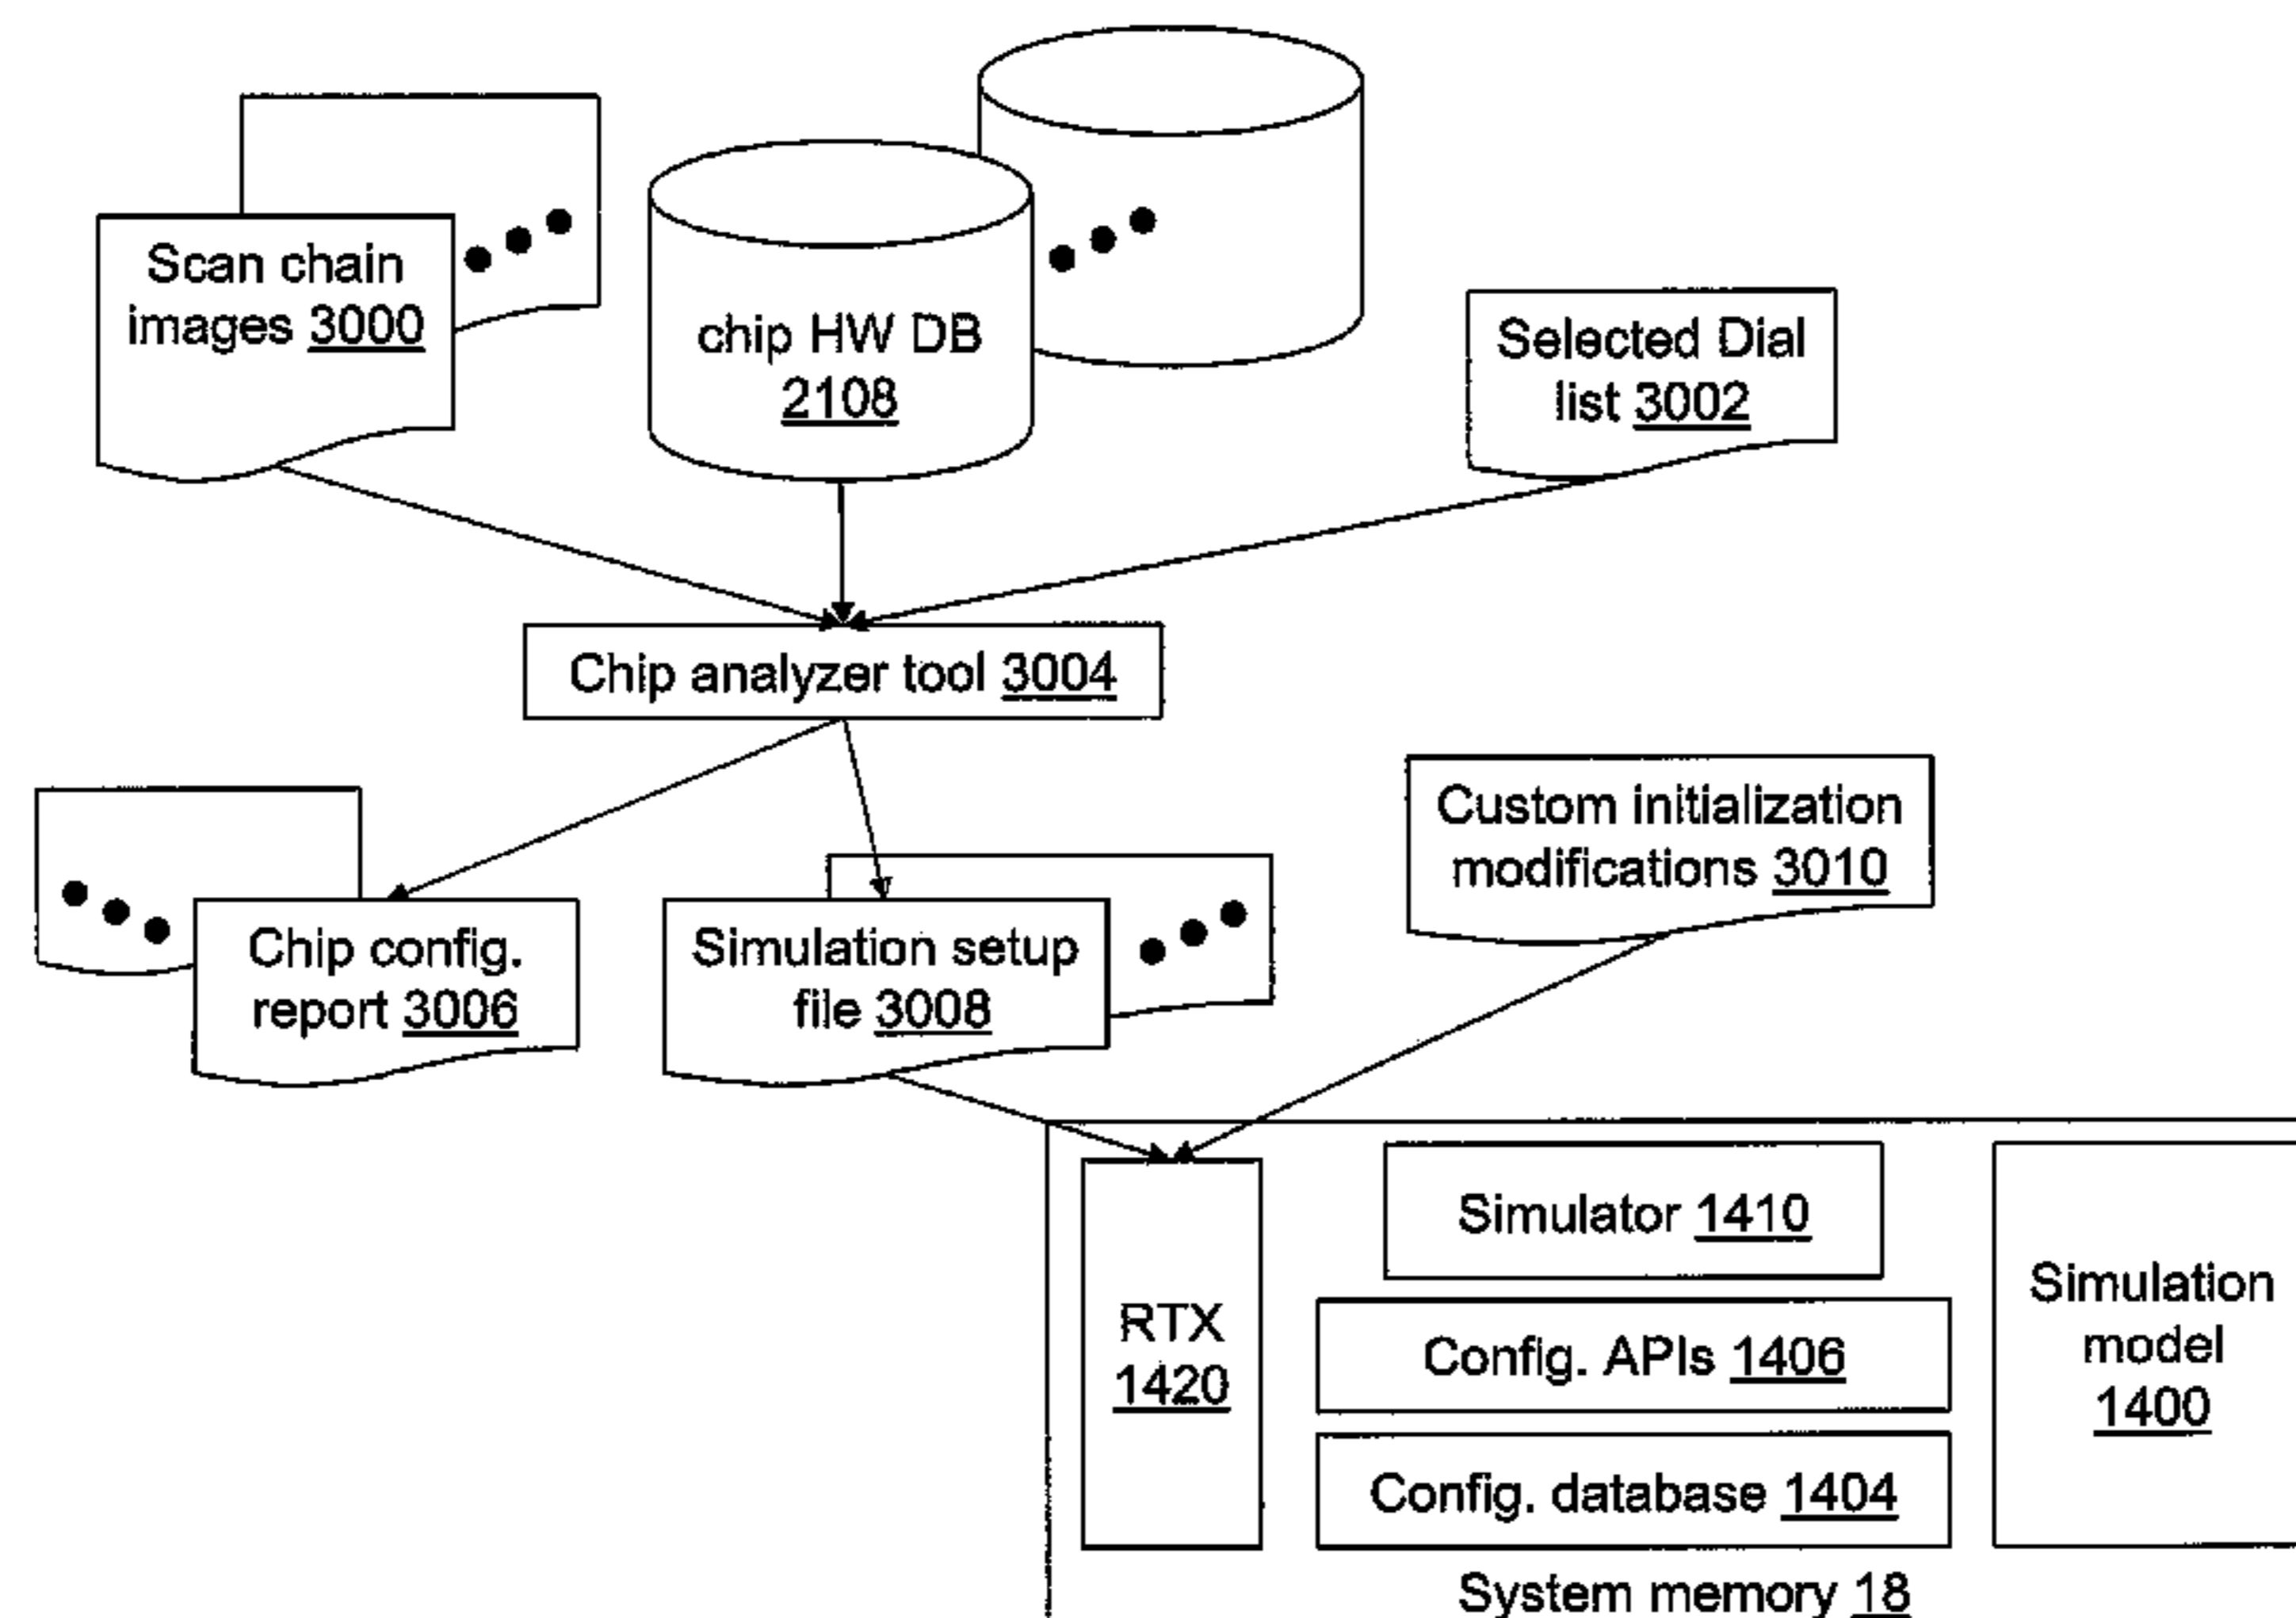 Scan chain
images 3000
chip HW DB
2108
Selected Dial
list 3002
Chip analyzer tool 3004
Custom initialization
modifications 3010
Chip config.
report 3006
Simulation setup
file 3008
RTX
1420
Simulator 1410
Config. APIs 1406
Config. database 1404
Simulation
model
1400
System memory 18